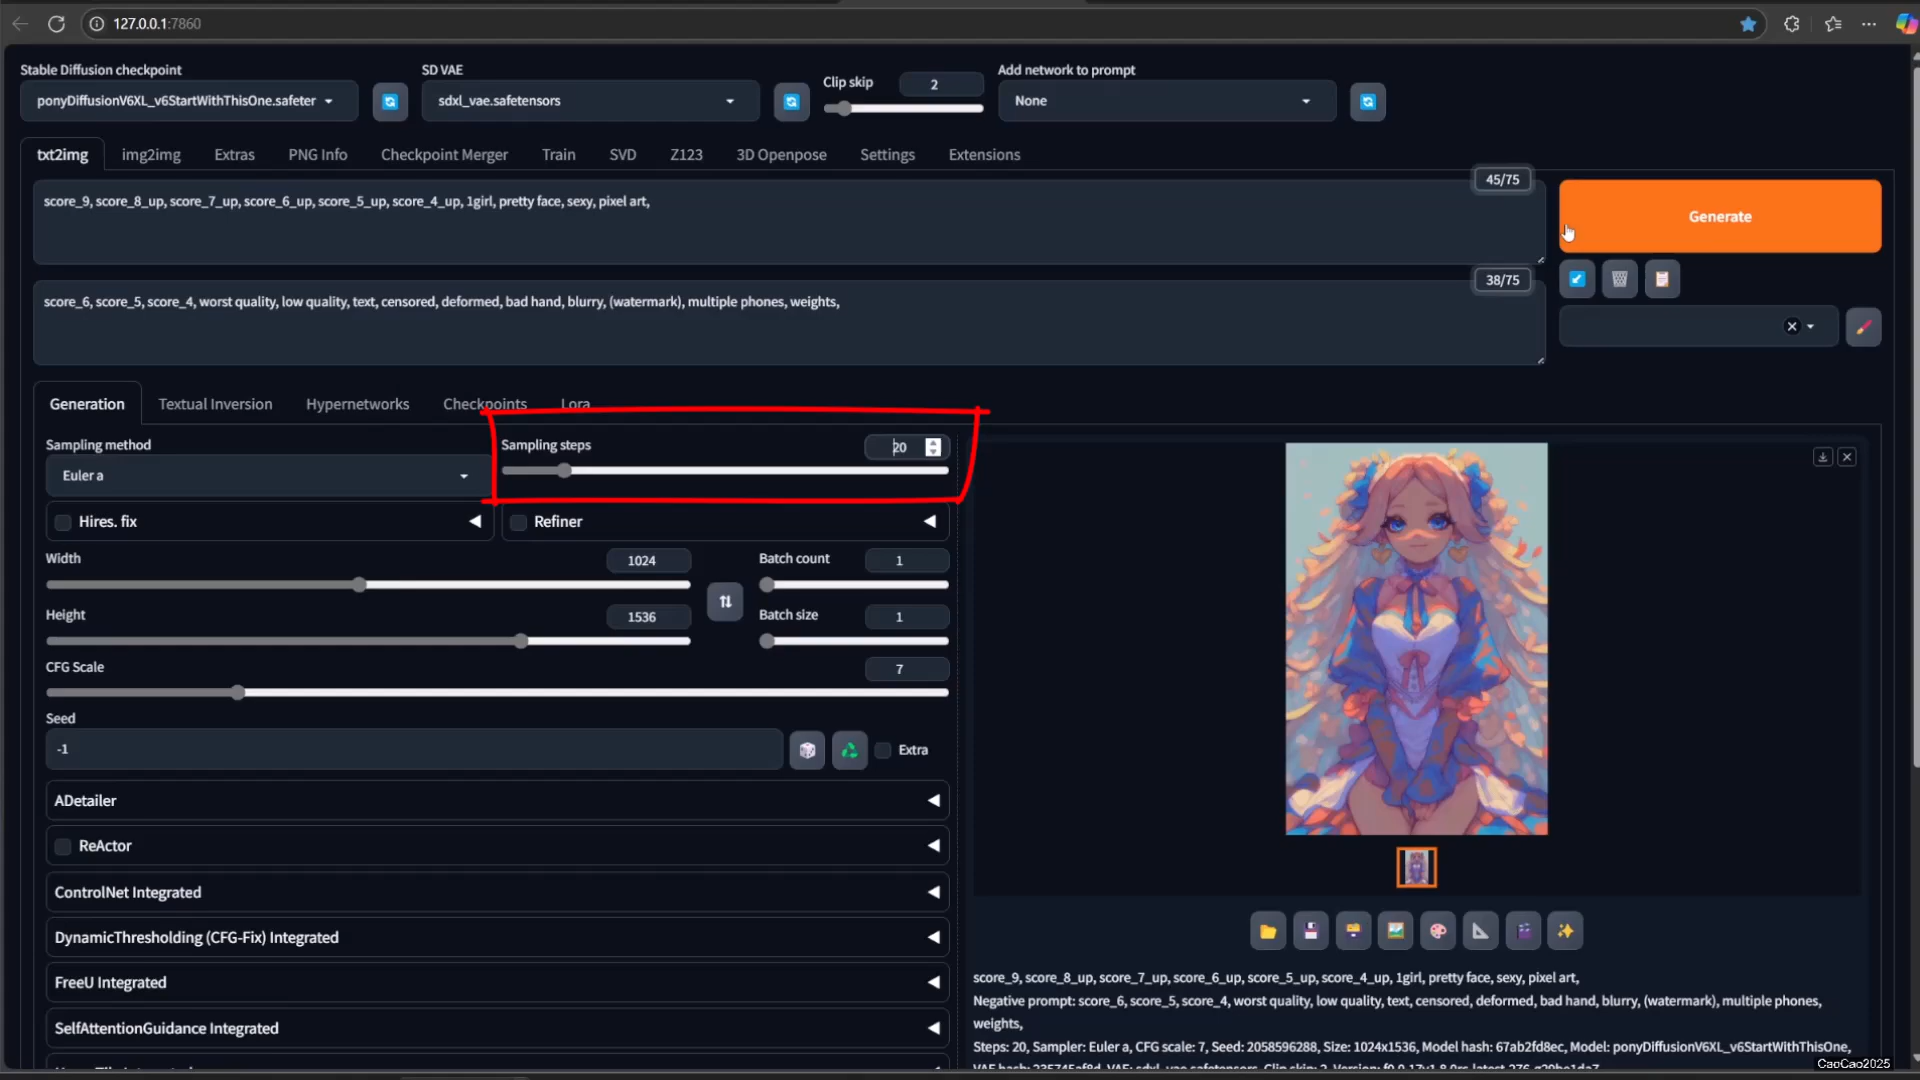 127.0.0.1:7860
Stable Diffusion checkpoint
SD VAE
Clip skip
2
Add network to prompt
ponyDiffusionV6XL_v6StartWithThisOne.safeter
sdxl_vae.safetensors
None
txt2img
img2img
Extras
PNG Info
Checkpoint Merger
Train
SVD
Z123
3D Openpose
Settings
Extensions
45/75
score_9, score_8_up, score_7_up, score_6_up, score_5_up, score_4_up, 1girl, pretty face, sexy, pixel art,
Generate
38/75
score_6, score_5, score_4, worst quality, low quality, text, censored, deformed, bad hand, blurry, (watermark), multiple phones, weights,
Generation
Textual Inversion
Hypernetworks
Checkpoints
Lora
Sampling method
Sampling steps
20
Euler a
Hires. fix
Refiner
Width
1024
Batch count
1
Height
1536
Batch size
1
CFG Scale
7
Seed
-1
Extra
ADetailer
ReActor
ControlNet Integrated
DynamicThresholding (CFG-Fix) Integrated
FreeU Integrated
SelfAttentionGuidance Integrated
score_9, score_8_up, score_7_up, score_6_up, score_5_up, score_4_up, 1girl, pretty face, sexy, pixel art,
Negative prompt: score_6, score_5, score_4, worst quality, low quality, text, censored, deformed, bad hand, blurry, (watermark), multiple phones,
weights,
Steps: 20, Sampler: Euler a, CFG scale: 7, Seed: 2058596288, Size: 1024x1536, Model hash: 67ab2fd8ec, Model: ponyDiffusionV6XL_v6StartWithThisOne,
CaoCao2025